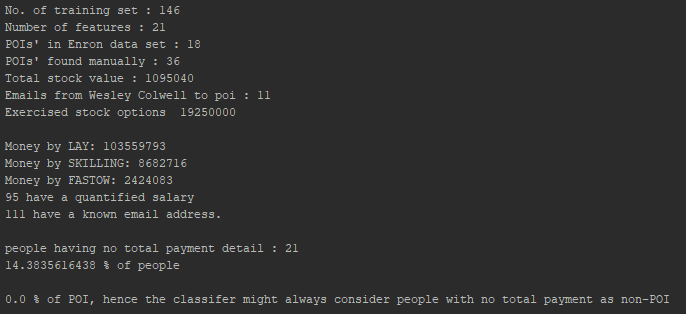 No. of training set : 146
Number of features : 21
POIs' in Enron data set : 18
POIs' found manually : 36
Total stock value : 1095040
Emails from Wesley Colwell to poi : 11
Exercised stock options  19250000
Money by LAY: 103559793
Money by SKILLING: 8682716
Money by FASTOW: 2424083
95 have a quantified salary
111 have a known email address.
people having no total payment detail : 21
14.3835616438 % of people
0.0 % of POI, hence the classifer might always consider people with no total payment as non-POI